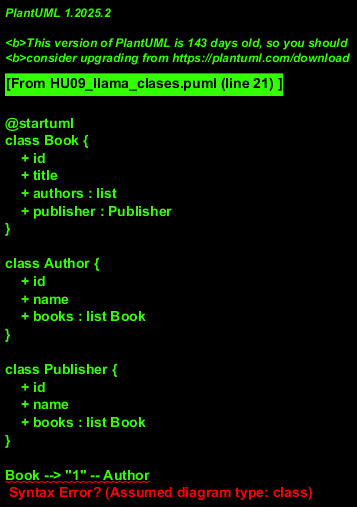 PlantUML 1.2025.2
<b>This version of PlantUML is 143 days old, so you should
<b>consider upgrading from https://plantuml.com/download
[From HU09_llama_clases.puml (line 21) ]
@startuml
class Book {
+ id
+ title
+ authors : list
+ publisher : Publisher
}
class Author {
+ id
+ name
+ books : list Book
}
class Publisher {
+ id
+ name
+ books : list Book
}
Book --> "1" -- Author
Syntax Error? (Assumed diagram type: class)